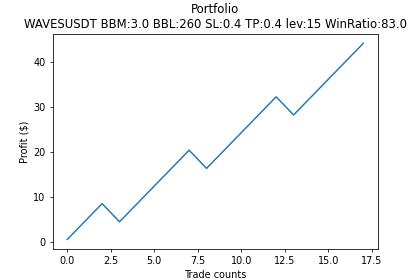 Portfolio
WAVESUSDT BBM:3.0 BBL:260 SL:0.4 TP:0.4 lev:15 WinRatio:83.0
40
30
20
10
0
Profit ($)
0.0 2.5 5.0 7.5 10.0 12.5 15.0 17.5
Trade counts